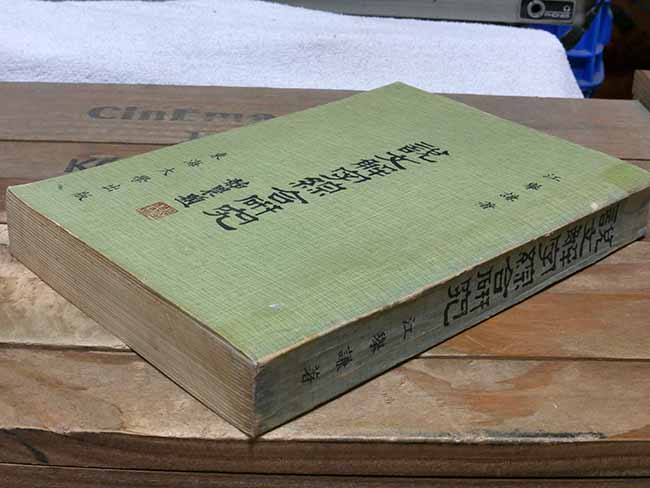 江舉謙著
說文解字綜合研究
東海大學出版
說文解字綜合研究
江舉謙著
Cinema